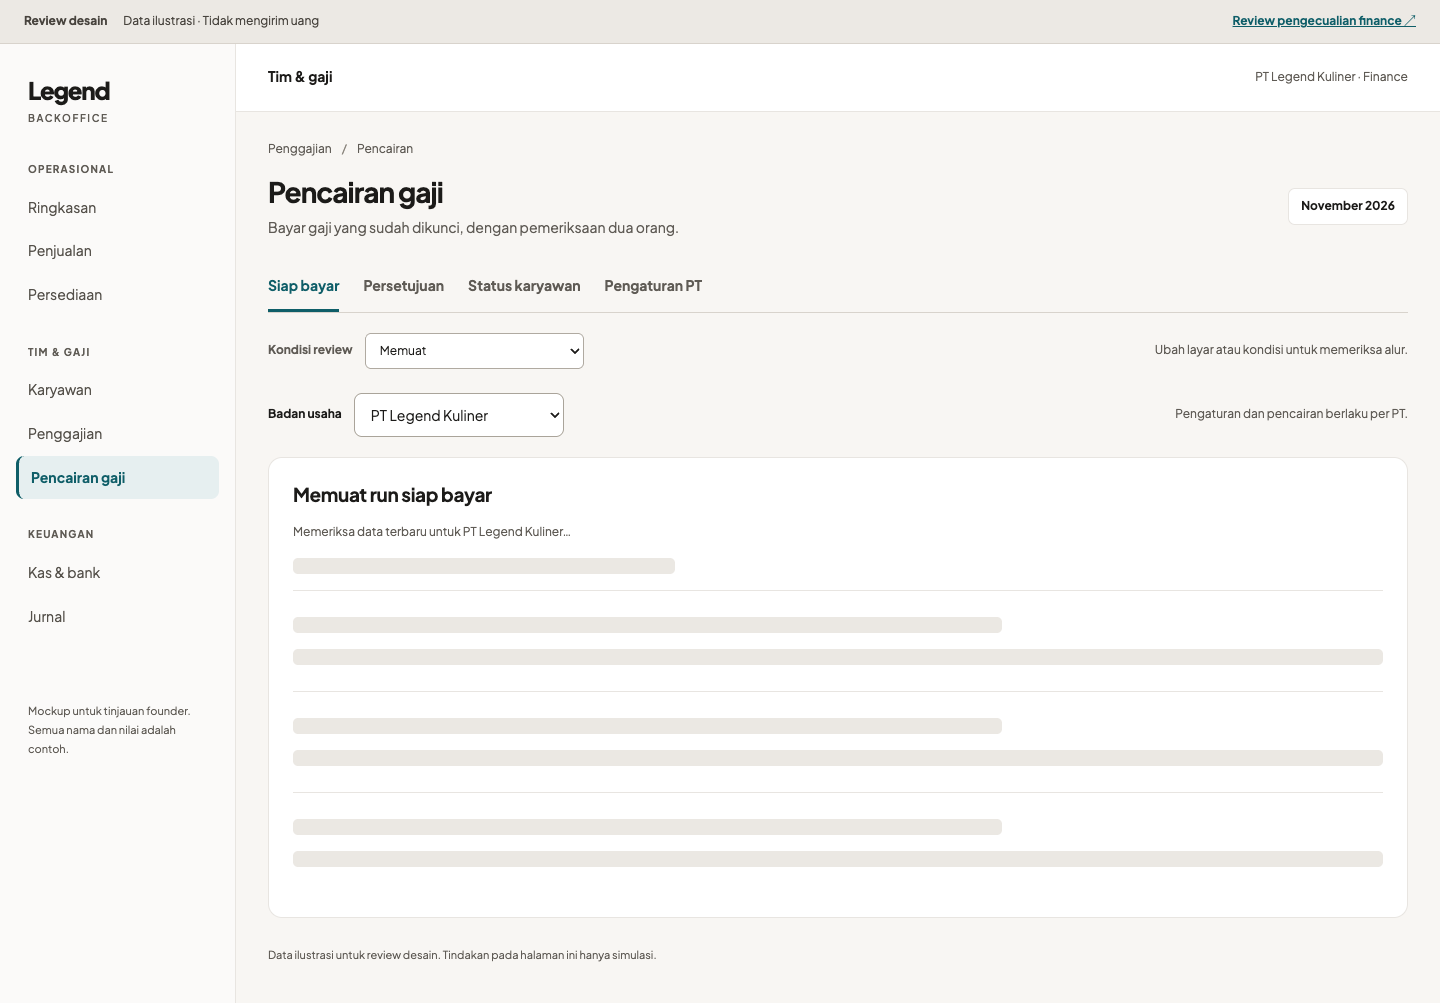 Review desain Data ilustrasi · Tidak mengirim uang Review pengecualian finance ↗
Legend
BACKOFFICE
OPERASIONAL
Ringkasan
Penjualan
Persediaan
TIM & GAJI
Karyawan
Penggajian
Pencairan gaji
KEUANGAN
Kas & bank
Jurnal
Mockup untuk tinjauan founder.
Semua nama dan nilai adalah
contoh.
Tim & gaji PT Legend Kuliner · Finance
Penggajian / Pencairan
Pencairan gaji
Bayar gaji yang sudah dikunci, dengan pemeriksaan dua orang.
November 2026
Siap bayar Persetujuan Status karyawan Pengaturan PT
Kondisi review Memuat Ubah layar atau kondisi untuk memeriksa alur.
Badan usaha PT Legend Kuliner Pengaturan dan pencairan berlaku per PT.
Memuat run siap bayar
Memeriksa data terbaru untuk PT Legend Kuliner…
Data ilustrasi untuk review desain. Tindakan pada halaman ini hanya simulasi.